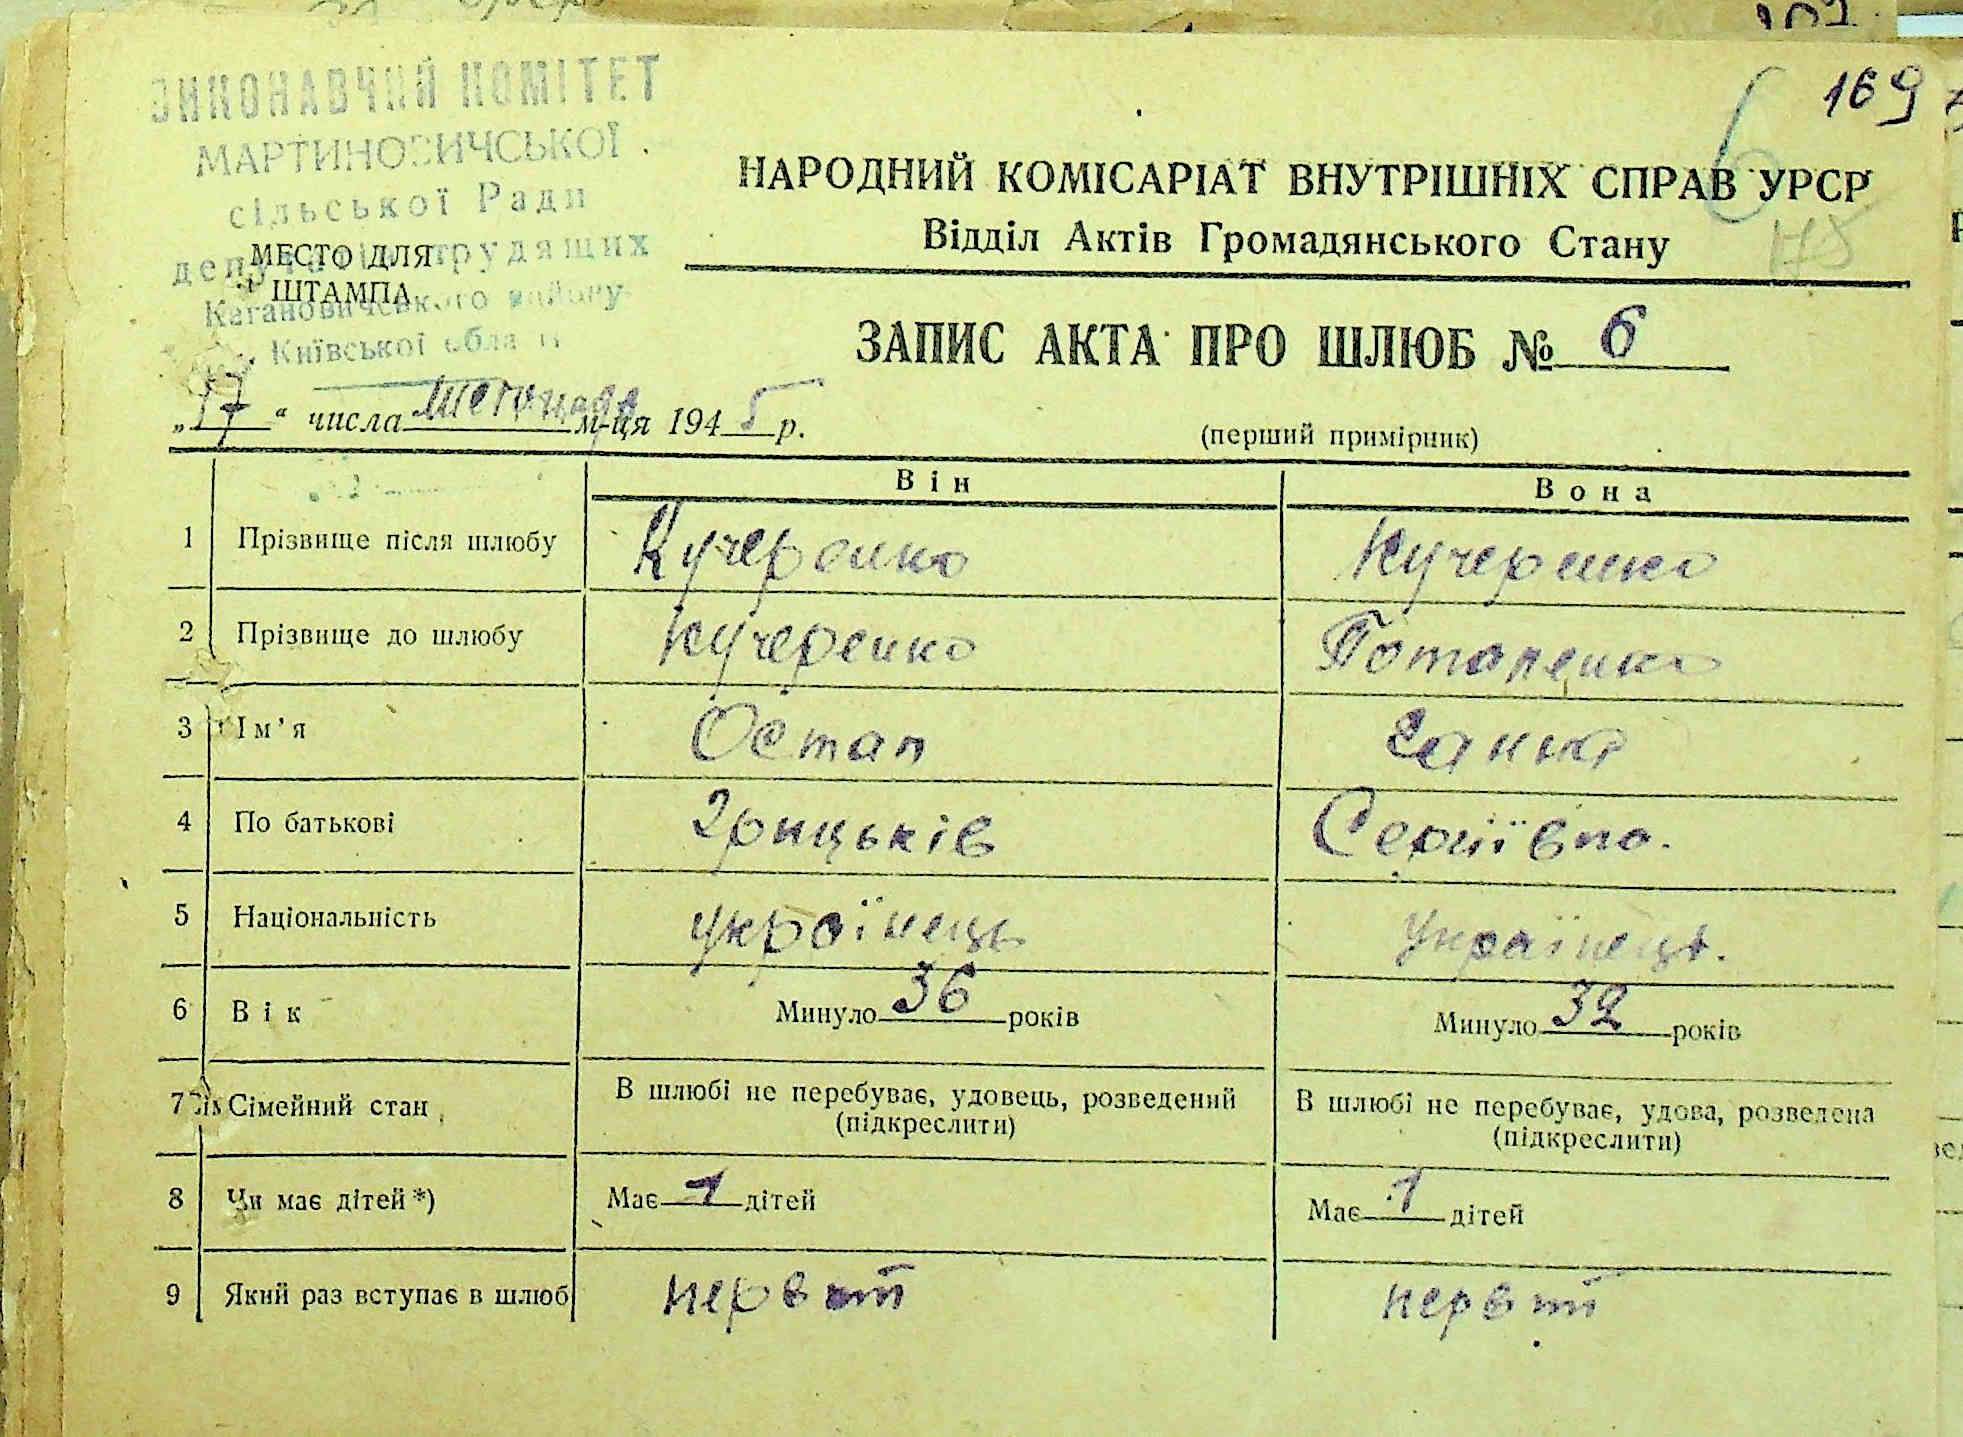 169
ВИКОНАВЧИЙ КОМІТЕТ
МАРТИНОВИЧСЬКОЇ
сільської Ради
депутатів трудящих
Кагановичського району
Київської області
МЕСТО ДЛЯ
ШТАМПА
НАРОДНИЙ КОМІСАРІАТ ВНУТРІШНІХ СПРАВ УРСР
Відділ Актів Громадянського Стану
6
175
ЗАПИС АКТА ПРО ШЛЮБ № 6
„17“ числа м-ця 1945 р.
(перший примірник)
Він Вона
1 Прізвище після шлюбу Кучеренко Кучеренко
2 Прізвище до шлюбу Кучеренко Потопенко
3 Ім’я Остап Ганна
4 По батькові Грицьків Сергіївна.
5 Національність українець Українець.
6 Вік Минуло 36 років Минуло 32 років
7 Сімейний стан В шлюбі не перебуває, удовець, розведений (підкреслити) В шлюбі не перебуває, удова, розведена (підкреслити)
8 Чи має дітей*) Має 1 дітей Має 1 дітей
9 Який раз вступає в шлюб